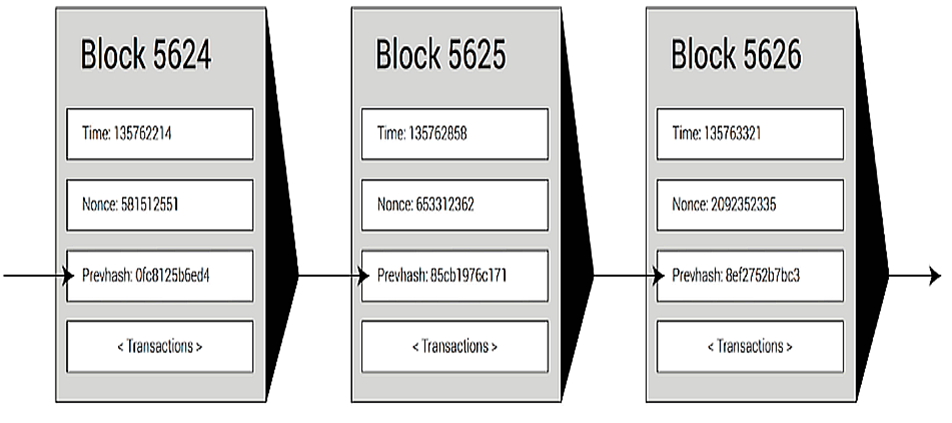 Block 5624
Time: 135762214
Nonce: 581512551
Prevhash: 0fc8125b6ed4
< Transactions >
Block 5625
Time: 135762858
Nonce: 653312362
Prevhash: 85cb1976c171
< Transactions >
Block 5626
Time: 135763321
Nonce: 2092352335
Prevhash: 8ef2752b7bc3
< Transactions >